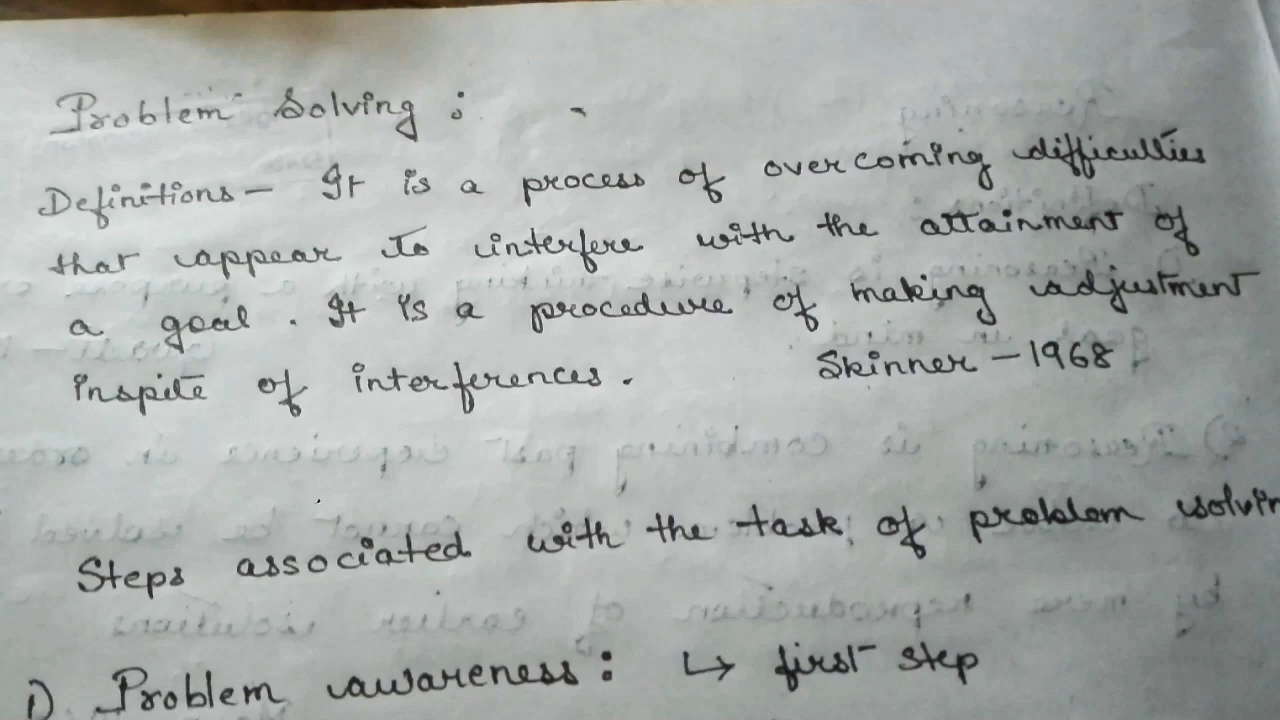 Problem Solving :
Definitions - It is a process of overcoming difficulties
that appear to interfere with the attainment of
a goal. It is a procedure of making adjustment
inspite of interferences.
Skinner - 1968
Steps associated with the task of problem solvin
i) Problem awareness : ↳ first step